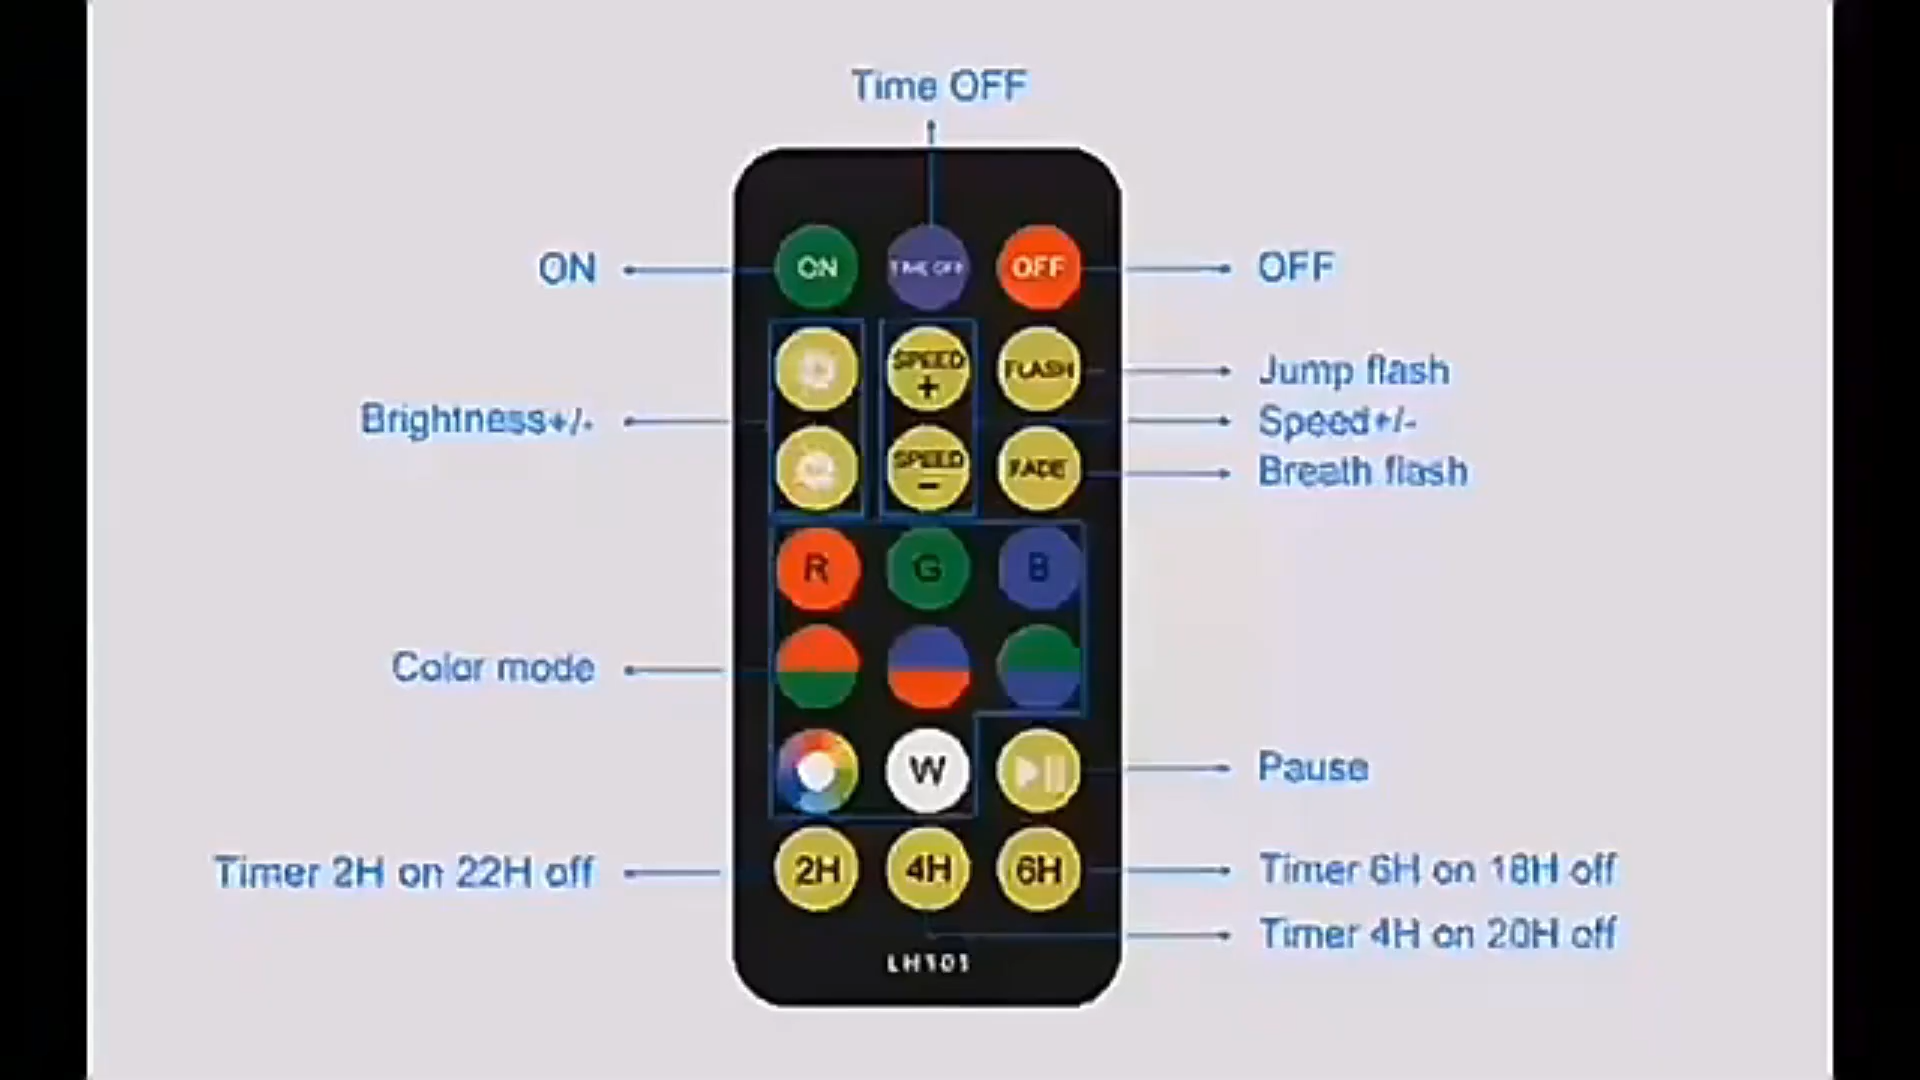 Time OFF
ON
ON
TIME OFF
OFF
OFF
SPEED
+
FLASH
Jump flash
Brightness+/-
Speed+/-
SPEED
-
FADE
Breath flash
R
G
B
Color mode
W
Pause
Timer 2H on 22H off
2H
4H
6H
Timer 6H on 18H off
Timer 4H on 20H off
LH101